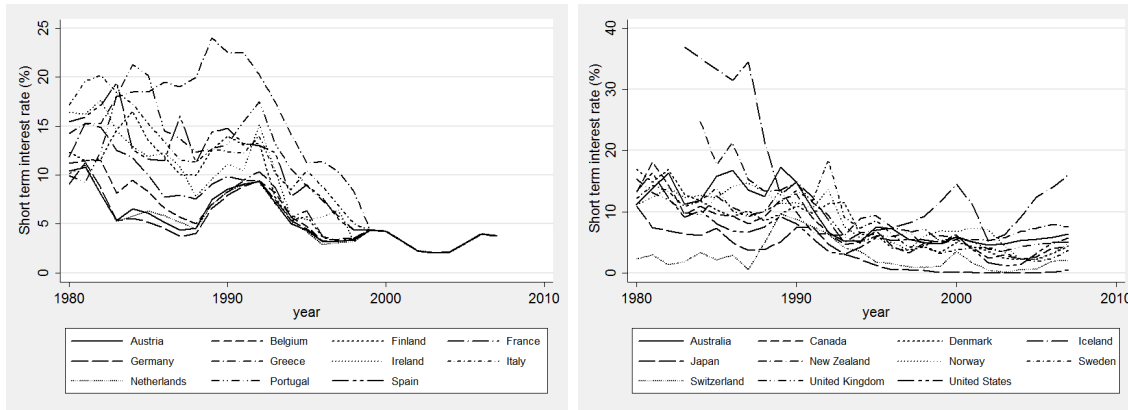 Short term interest rate (%)
25
20
15
10
5
0
1980 1990 2000 2010
year
Austria Belgium Finland France
Germany Greece Ireland Italy
Netherlands Portugal Spain
Short term interest rate (%)
40
30
20
10
0
1980 1990 2000 2010
year
Australia Canada Denmark Iceland
Japan New Zealand Norway Sweden
Switzerland United Kingdom United States